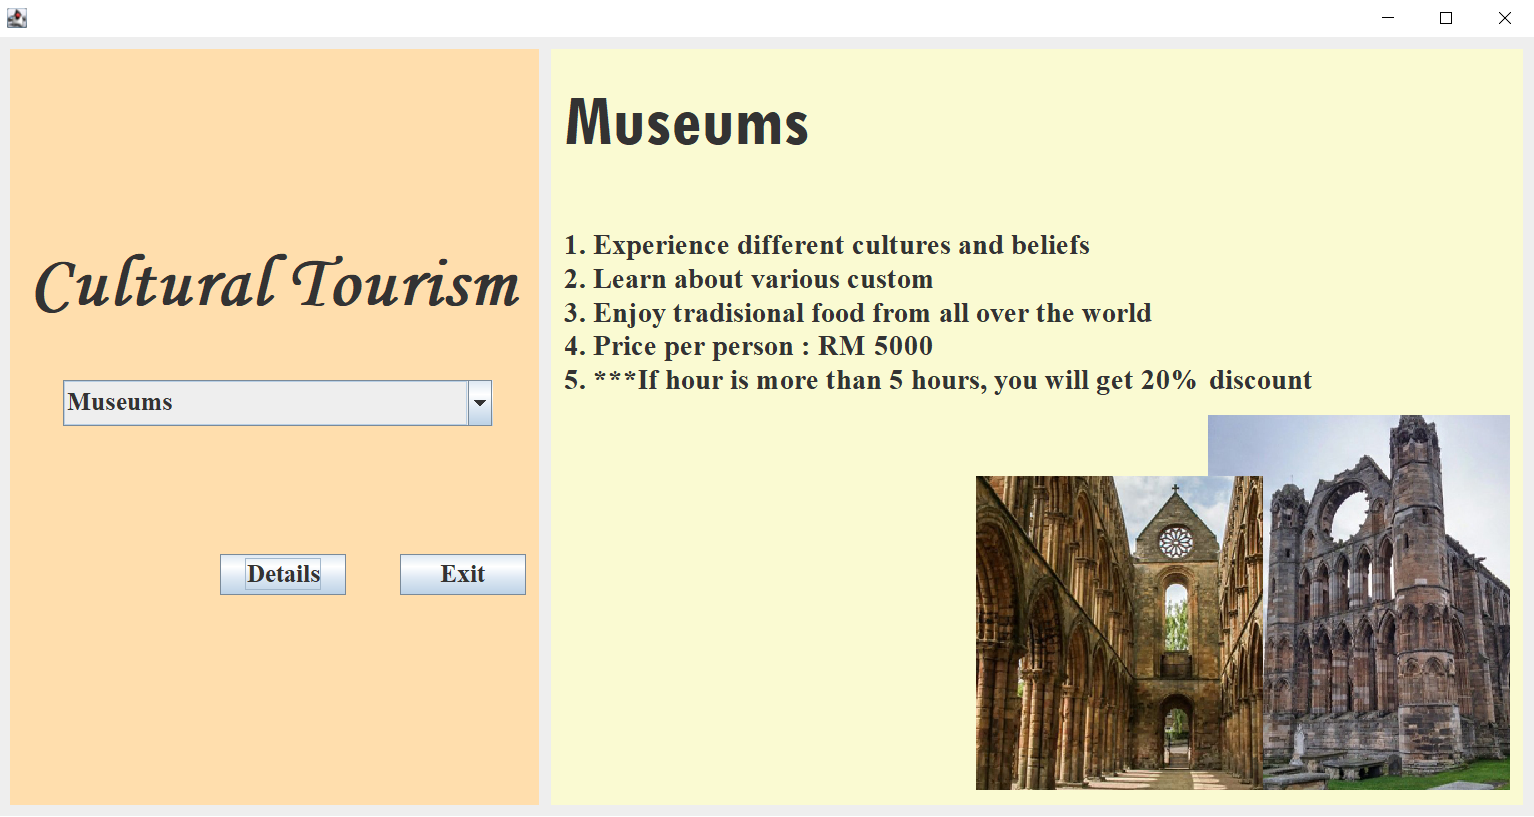 Cultural Tourism
Museums
Details
Exit
Museums
1. Experience different cultures and beliefs
2. Learn about various custom
3. Enjoy tradisional food from all over the world
4. Price per person : RM 5000
5. ***If hour is more than 5 hours, you will get 20% discount